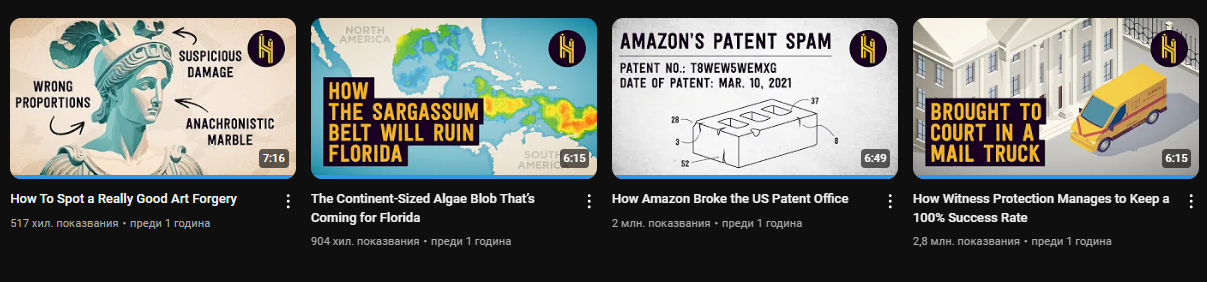 SUSPICIOUS
DAMAGE
WRONG
PROPORTIONS
ANACHRONISTIC
MARBLE
7:16
How To Spot a Really Good Art Forgery
517 хил. показвания • преди 1 година
NORTH
AMERICA
HOW
THE SARGASSUM
BELT WILL RUIN
FLORIDA
SOUTH
AMERICA
6:15
The Continent-Sized Algae Blob That's
Coming for Florida
904 хил. показвания • преди 1 година
AMAZON'S PATENT SPAM
PATENT NO.: T8WEW5WEMXG
DATE OF PATENT: MAR. 10, 2021
37
28
3
8
52
6:49
How Amazon Broke the US Patent Office
2 млн. показвания • преди 1 година
BROUGHT TO
COURT IN A
MAIL TRUCK
6:15
How Witness Protection Manages to Keep a
100% Success Rate
2,8 млн. показвания • преди 1 година